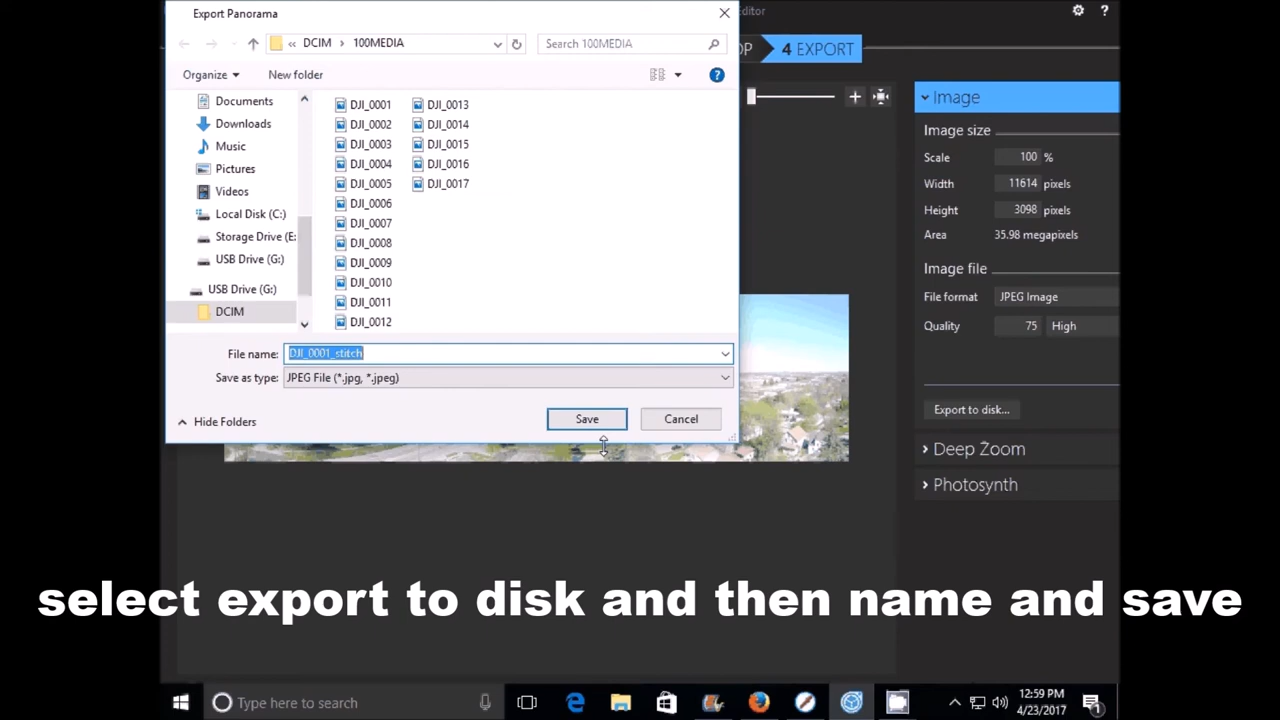 Export Panorama
ditor
« DCIM › 100MEDIA
Search 100MEDIA
OP
4 EXPORT
Organize
New folder
Documents
Downloads
Music
Pictures
Videos
Local Disk (C:)
Storage Drive (E:
USB Drive (G:)
USB Drive (G:)
DCIM
DJI_0001
DJI_0002
DJI_0003
DJI_0004
DJI_0005
DJI_0006
DJI_0007
DJI_0008
DJI_0009
DJI_0010
DJI_0011
DJI_0012
DJI_0013
DJI_0014
DJI_0015
DJI_0016
DJI_0017
File name: DJI_0001_stitch
Save as type: JPEG File (*.jpg, *.jpeg)
Hide Folders
Save
Cancel
Image
Image size
Scale 100 %
Width 11614 pixels
Height 3098 pixels
Area 35.98 megapixels
Image file
File format JPEG Image
Quality 75 High
Export to disk...
Deep Zoom
Photosynth
select export to disk and then name and save
Type here to search
12:59 PM
4/23/2017
1